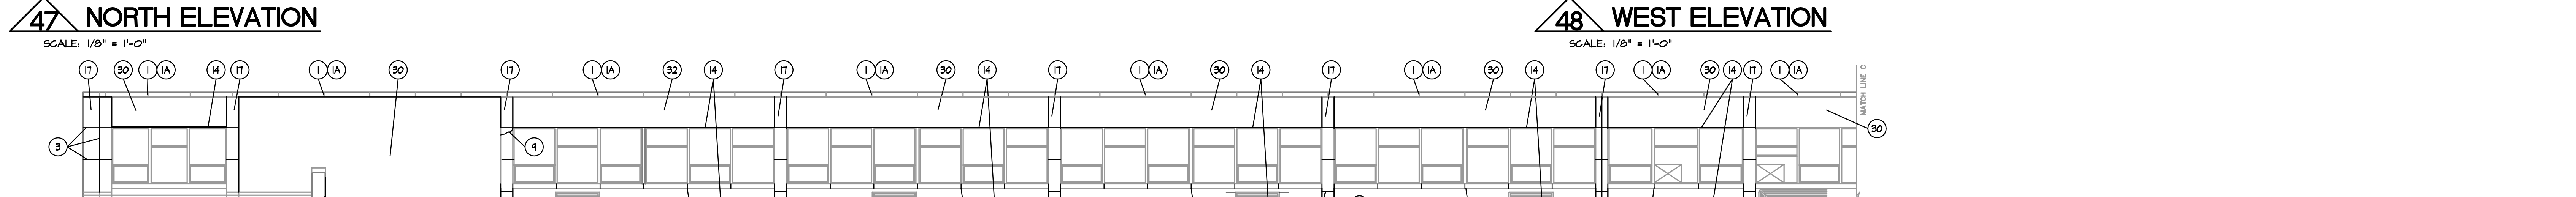 47 NORTH ELEVATION
SCALE: 1/8" = 1'-0"
48 WEST ELEVATION
SCALE: 1/8" = 1'-0"
17 30 1 1A 14 17 1 1A 30 17 1 1A 32 14 17 1 1A 30 14 17 1 1A 30 14 17 1 1A 30 14 17 1 1A 30 14 17 1 1A
MATCH LINE C
30
3
9